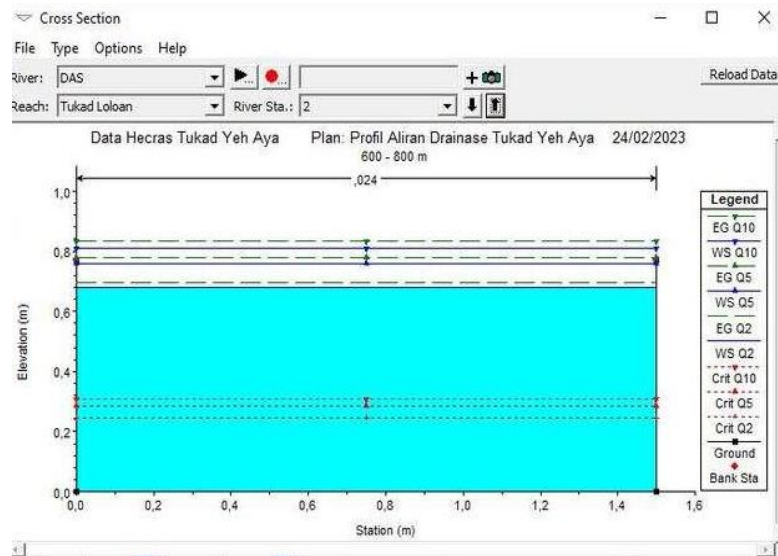 Cross Section
File Type Options Help
River: DAS
Reload Data
Reach: Tukad Loloan River Sta.: 2
Data Hecras Tukad Yeh Aya Plan: Profil Aliran Drainase Tukad Yeh Aya 24/02/2023
600 - 800 m
,024
1,0
0,8
0,6
0,4
0,2
0,0
Elevation (m)
0,0 0,2 0,4 0,6 0,8 1,0 1,2 1,4 1,6
Station (m)
Legend
EG Q10
WS Q10
EG Q5
WS Q5
EG Q2
WS Q2
Crit Q10
Crit Q5
Crit Q2
Ground
Bank Sta